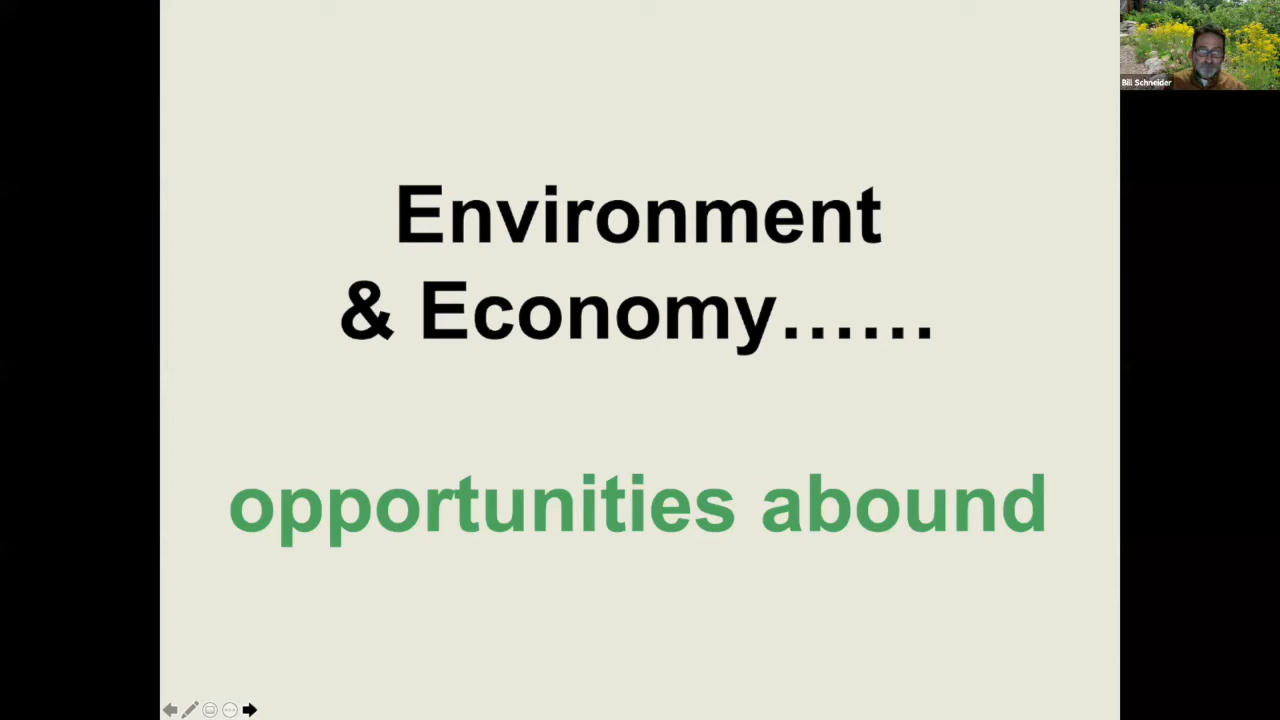 Bill Schneider
Environment
& Economy......
opportunities abound